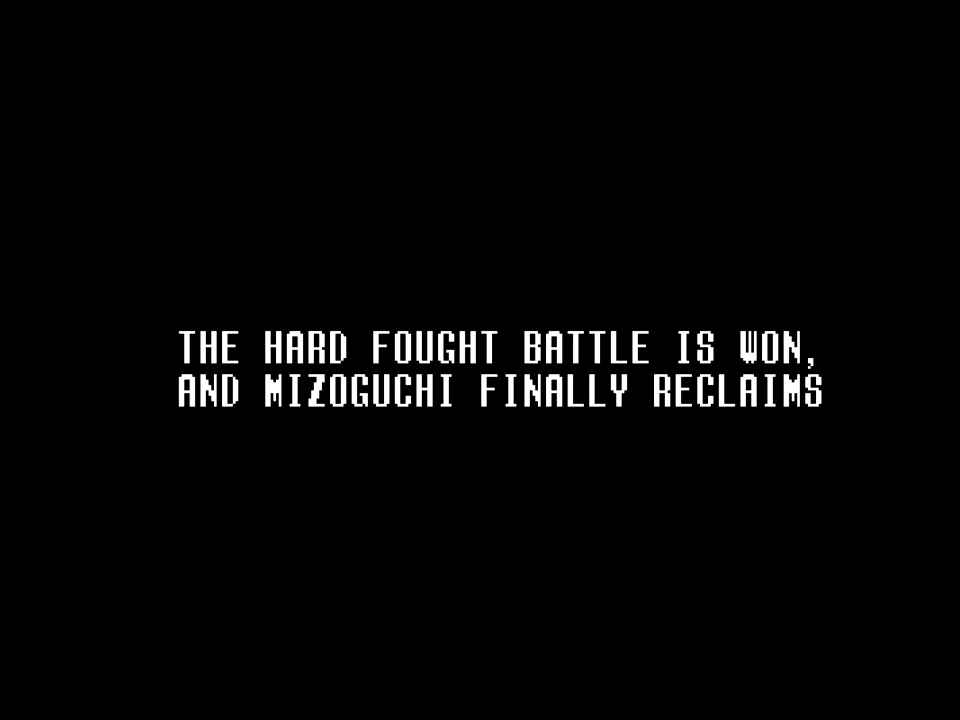 THE HARD FOUGHT BATTLE IS WON,
AND MIZOGUCHI FINALLY RECLAIMS